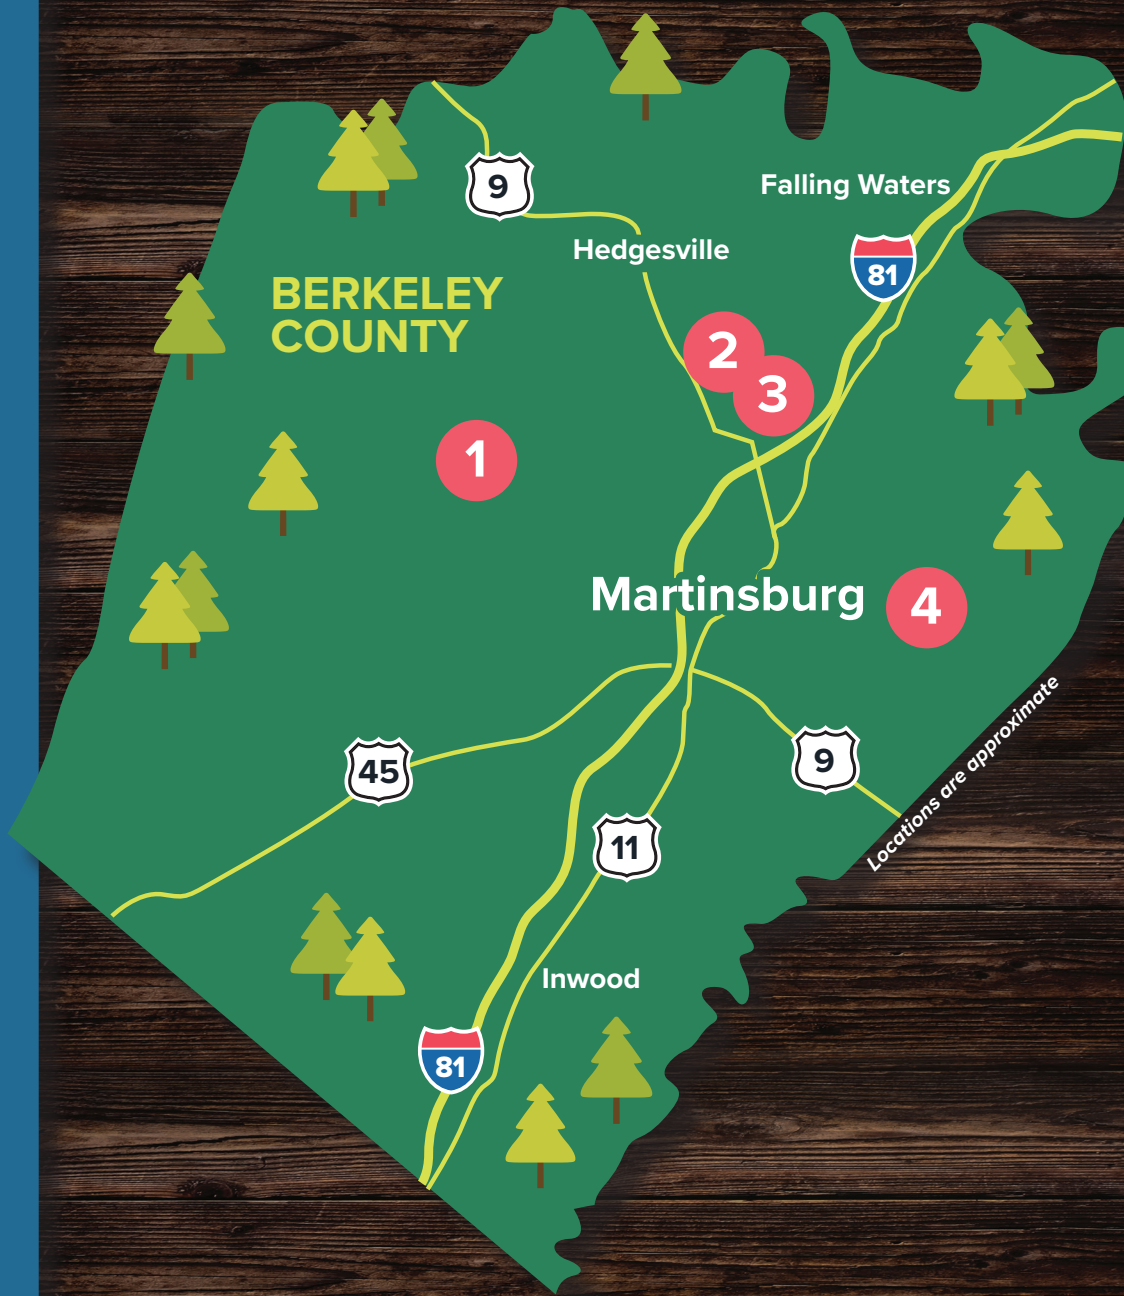 9
Falling Waters
Hedgesville
81
BERKELEY
COUNTY
2
3
1
Martinsburg
4
Locations are approximate
45
9
11
Inwood
81